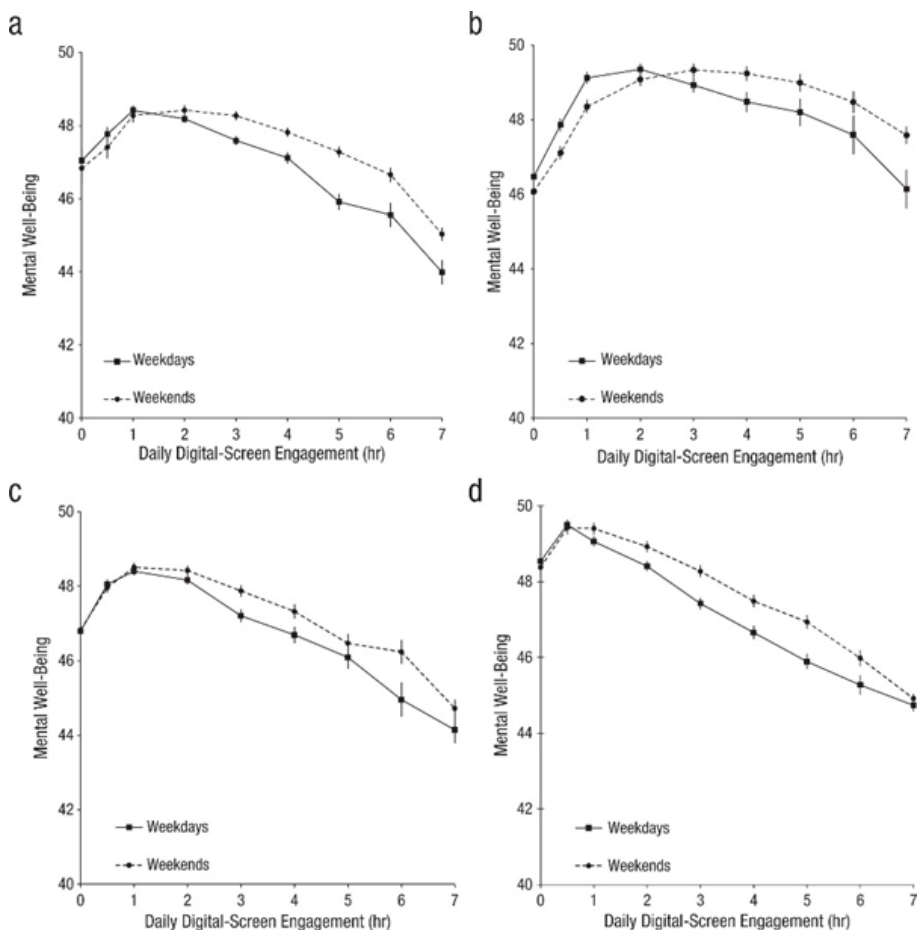 a
50
48
46
44
42
40
Mental Well-Being
Weekdays
Weekends
0 1 2 3 4 5 6 7
Daily Digital-Screen Engagement (hr)
b
50
48
46
44
42
40
Mental Well-Being
Weekdays
Weekends
0 1 2 3 4 5 6 7
Daily Digital-Screen Engagement (hr)
c
50
48
46
44
42
40
Mental Well-Being
Weekdays
Weekends
0 1 2 3 4 5 6 7
Daily Digital-Screen Engagement (hr)
d
50
48
46
44
42
40
Mental Well-Being
Weekdays
Weekends
0 1 2 3 4 5 6 7
Daily Digital-Screen Engagement (hr)